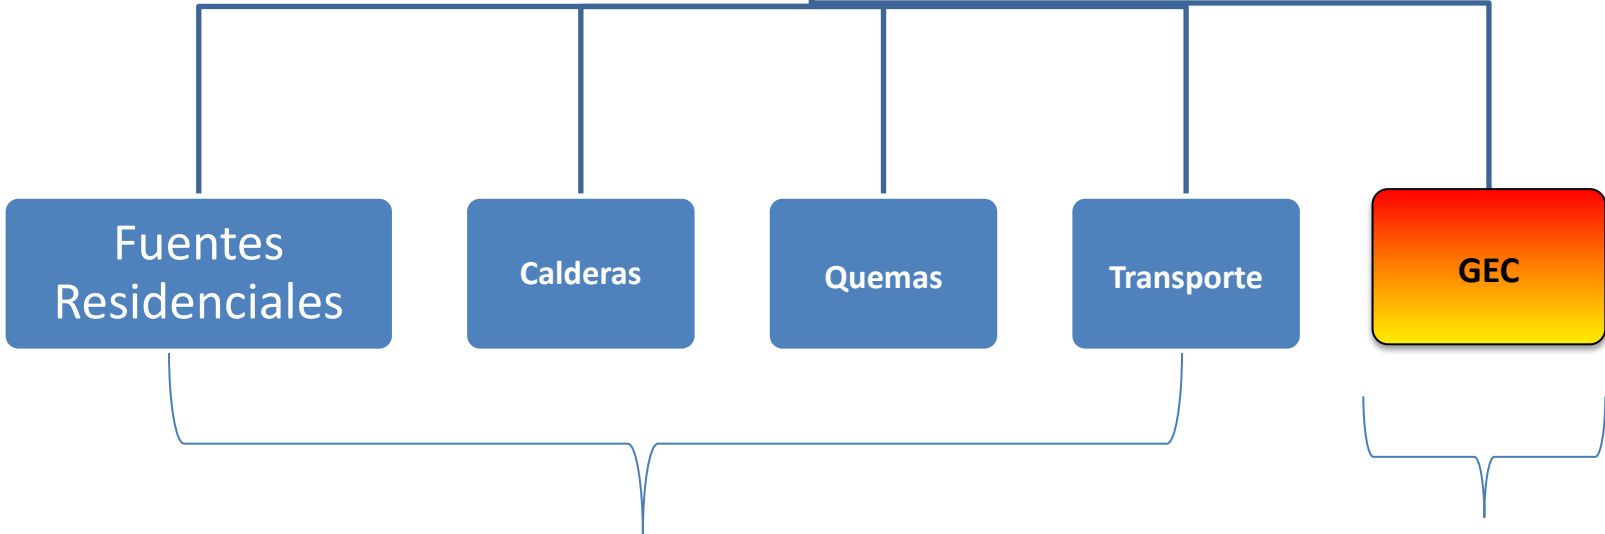 Fuentes
Residenciales
Calderas
Quemas
Transporte
GEC